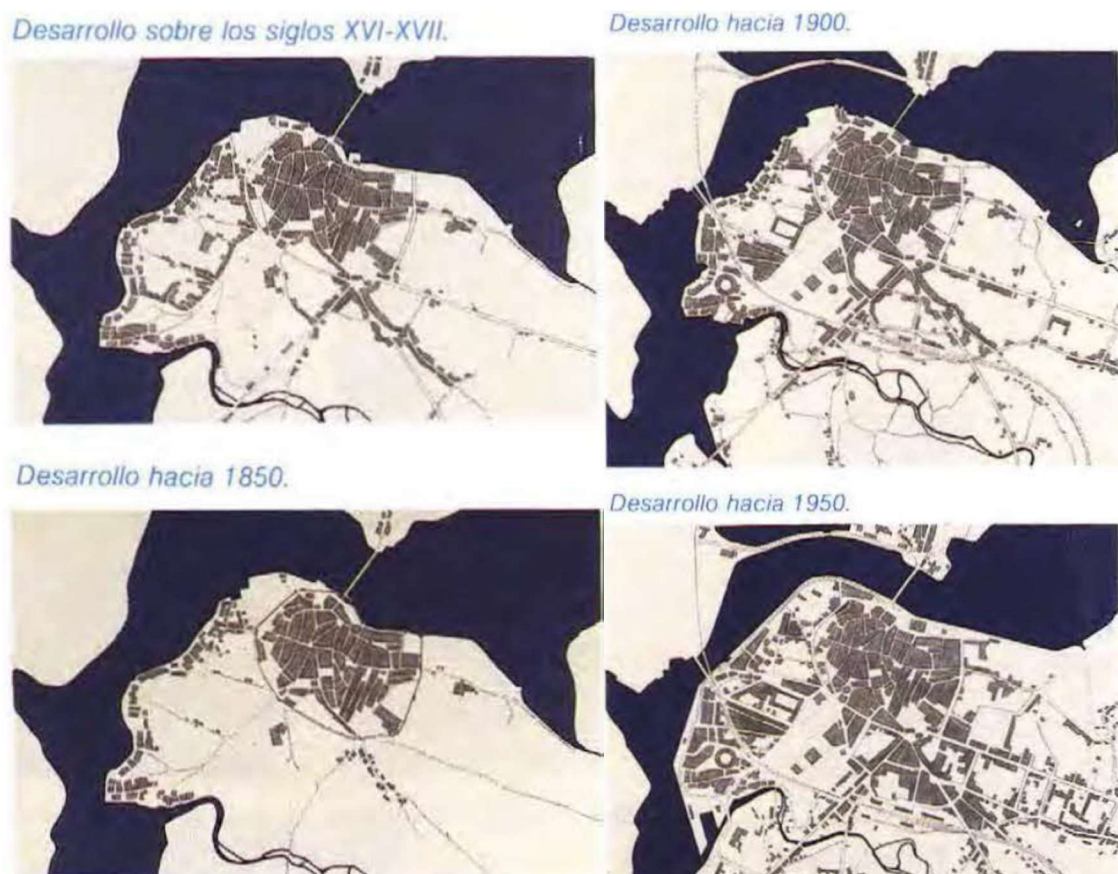 Desarrollo sobre los siglos XVI-XVII.
Desarrollo hacia 1900.
Desarrollo hacia 1850.
Desarrollo hacia 1950.